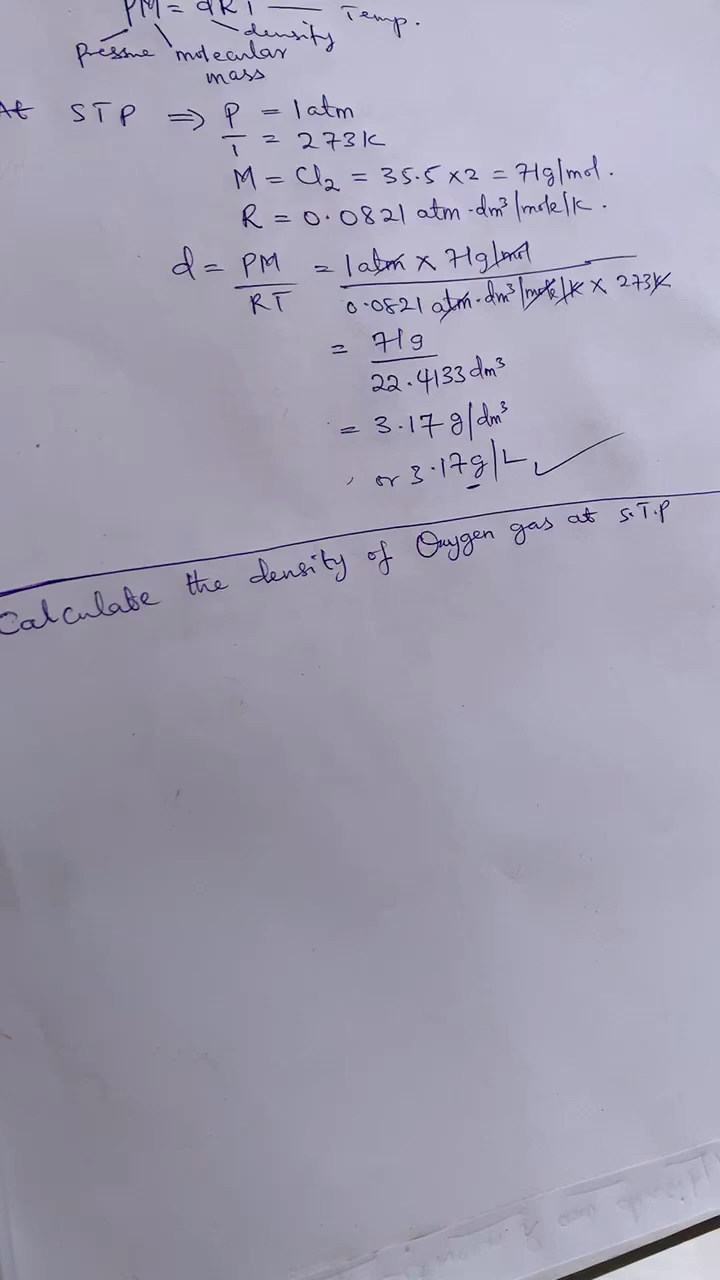 PM = dRT — Temp.
density
Pressure molecular
mass
At STP ⇒ P = 1atm
T = 273K
M = Cl₂ = 35.5 × 2 = 71g/mol.
R = 0.0821 atm·dm³/mole/K.
d = PM/RT = 1atm × 71g/mol / 0.0821 atm·dm³/mole/K × 273K
= 71g / 22.4133 dm³
= 3.17 g/dm³
, or 3.17g/L ✓
Calculate the density of Oxygen gas at S.T.P